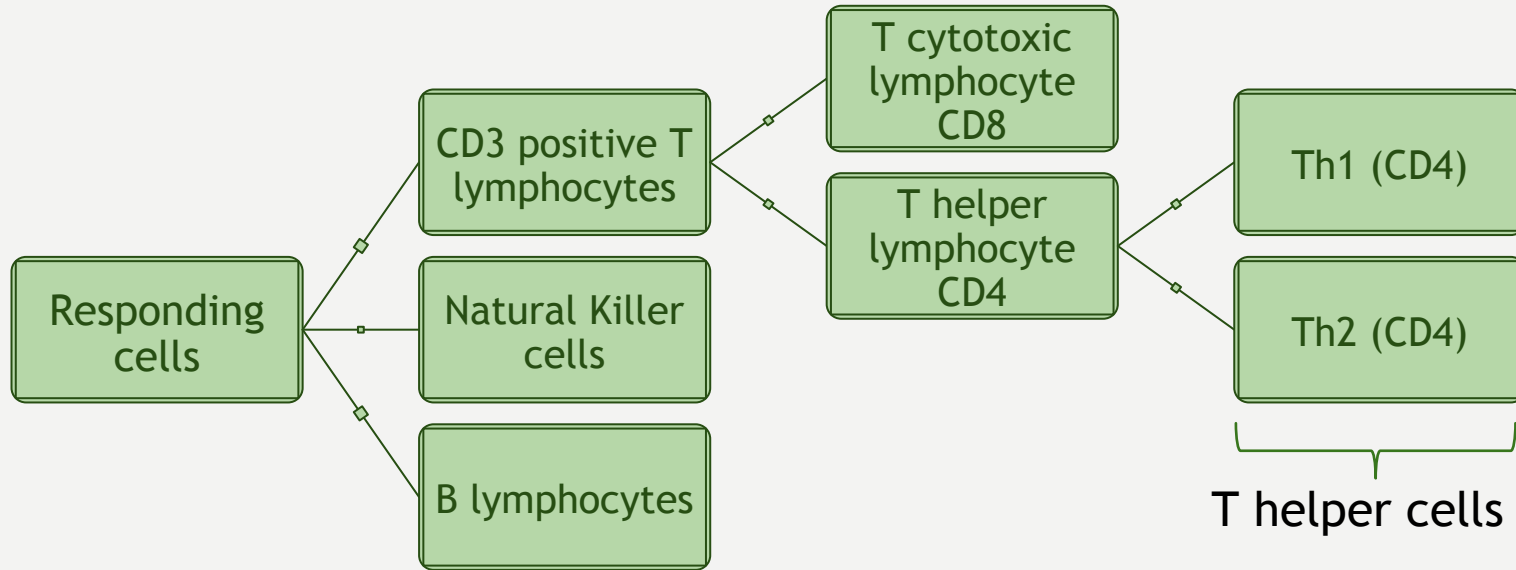 Responding
cells
CD3 positive T
lymphocytes
Natural Killer
cells
B lymphocytes
T cytotoxic
lymphocyte
CD8
T helper
lymphocyte
CD4
Th1 (CD4)
Th2 (CD4)
T helper cells